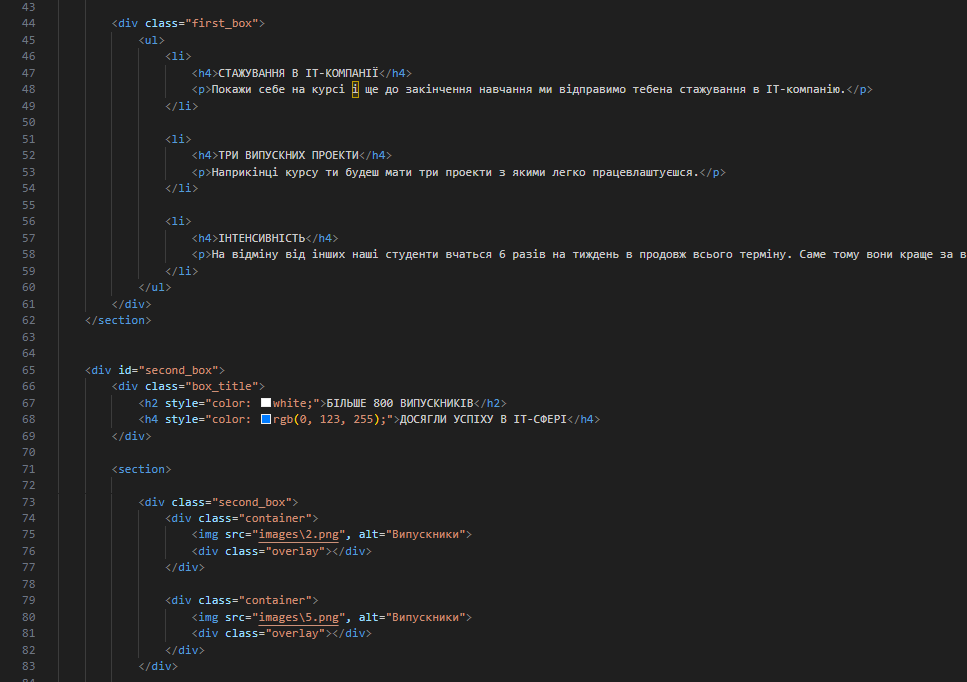 43
44 <div class="first_box">
45 <ul>
46 <li>
47 <h4>СТАЖУВАННЯ В ІТ-КОМПАНІЇ</h4>
48 <p>Покажи себе на курсі і ще до закінчення навчання ми відправимо тебена стажування в ІТ-компанію.</p>
49 </li>
50
51 <li>
52 <h4>ТРИ ВИПУСКНИХ ПРОЕКТИ</h4>
53 <p>Наприкінці курсу ти будеш мати три проекти з якими легко працевлаштуєшся.</p>
54 </li>
55
56 <li>
57 <h4>ІНТЕНСИВНІСТЬ</h4>
58 <p>На відміну від інших наші студенти вчаться 6 разів на тиждень в продовж всього терміну. Саме тому вони краще за в
59 </li>
60 </ul>
61 </div>
62 </section>
63
64
65 <div id="second_box">
66 <div class="box_title">
67 <h2 style="color: white;">БІЛЬШЕ 800 ВИПУСКНИКІВ</h2>
68 <h4 style="color: rgb(0, 123, 255);">ДОСЯГЛИ УСПІХУ В ІТ-СФЕРІ</h4>
69 </div>
70
71 <section>
72
73 <div class="second_box">
74 <div class="container">
75 <img src="images\2.png", alt="Випускники">
76 <div class="overlay"></div>
77 </div>
78
79 <div class="container">
80 <img src="images\5.png", alt="Випускники">
81 <div class="overlay"></div>
82 </div>
83 </div>